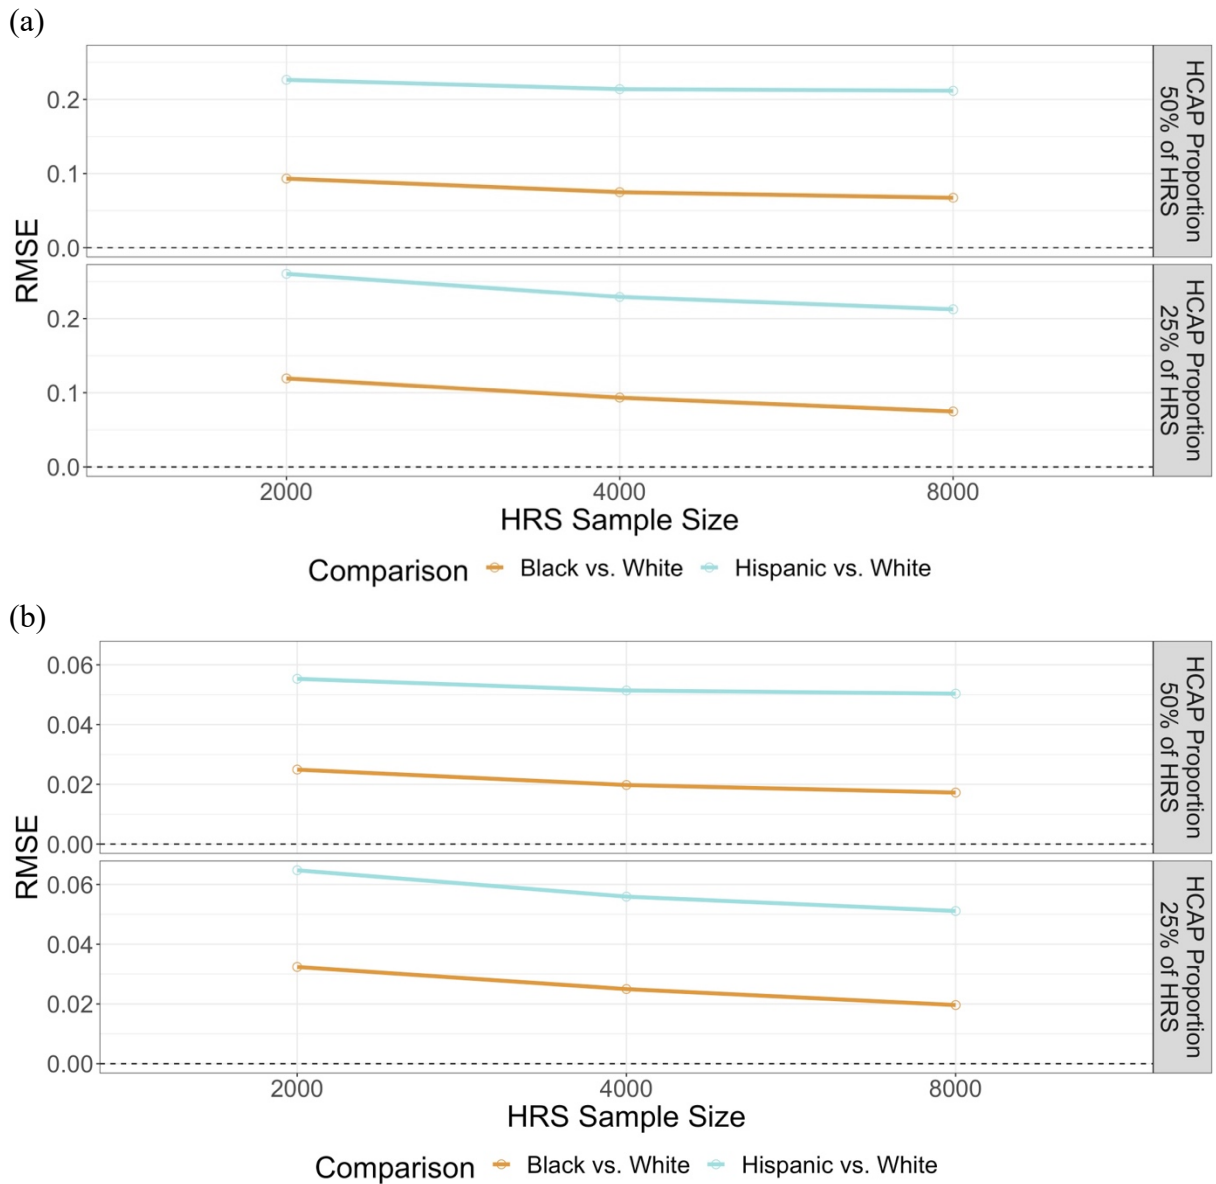 (a)
RMSE
0.2
0.1
0.0
HCAP Proportion
50% of HRS
0.2
0.1
0.0
HCAP Proportion
25% of HRS
2000 4000 8000
HRS Sample Size
Comparison Black vs. White Hispanic vs. White
(b)
RMSE
0.06
0.04
0.02
0.00
HCAP Proportion
50% of HRS
0.06
0.04
0.02
0.00
HCAP Proportion
25% of HRS
2000 4000 8000
HRS Sample Size
Comparison Black vs. White Hispanic vs. White